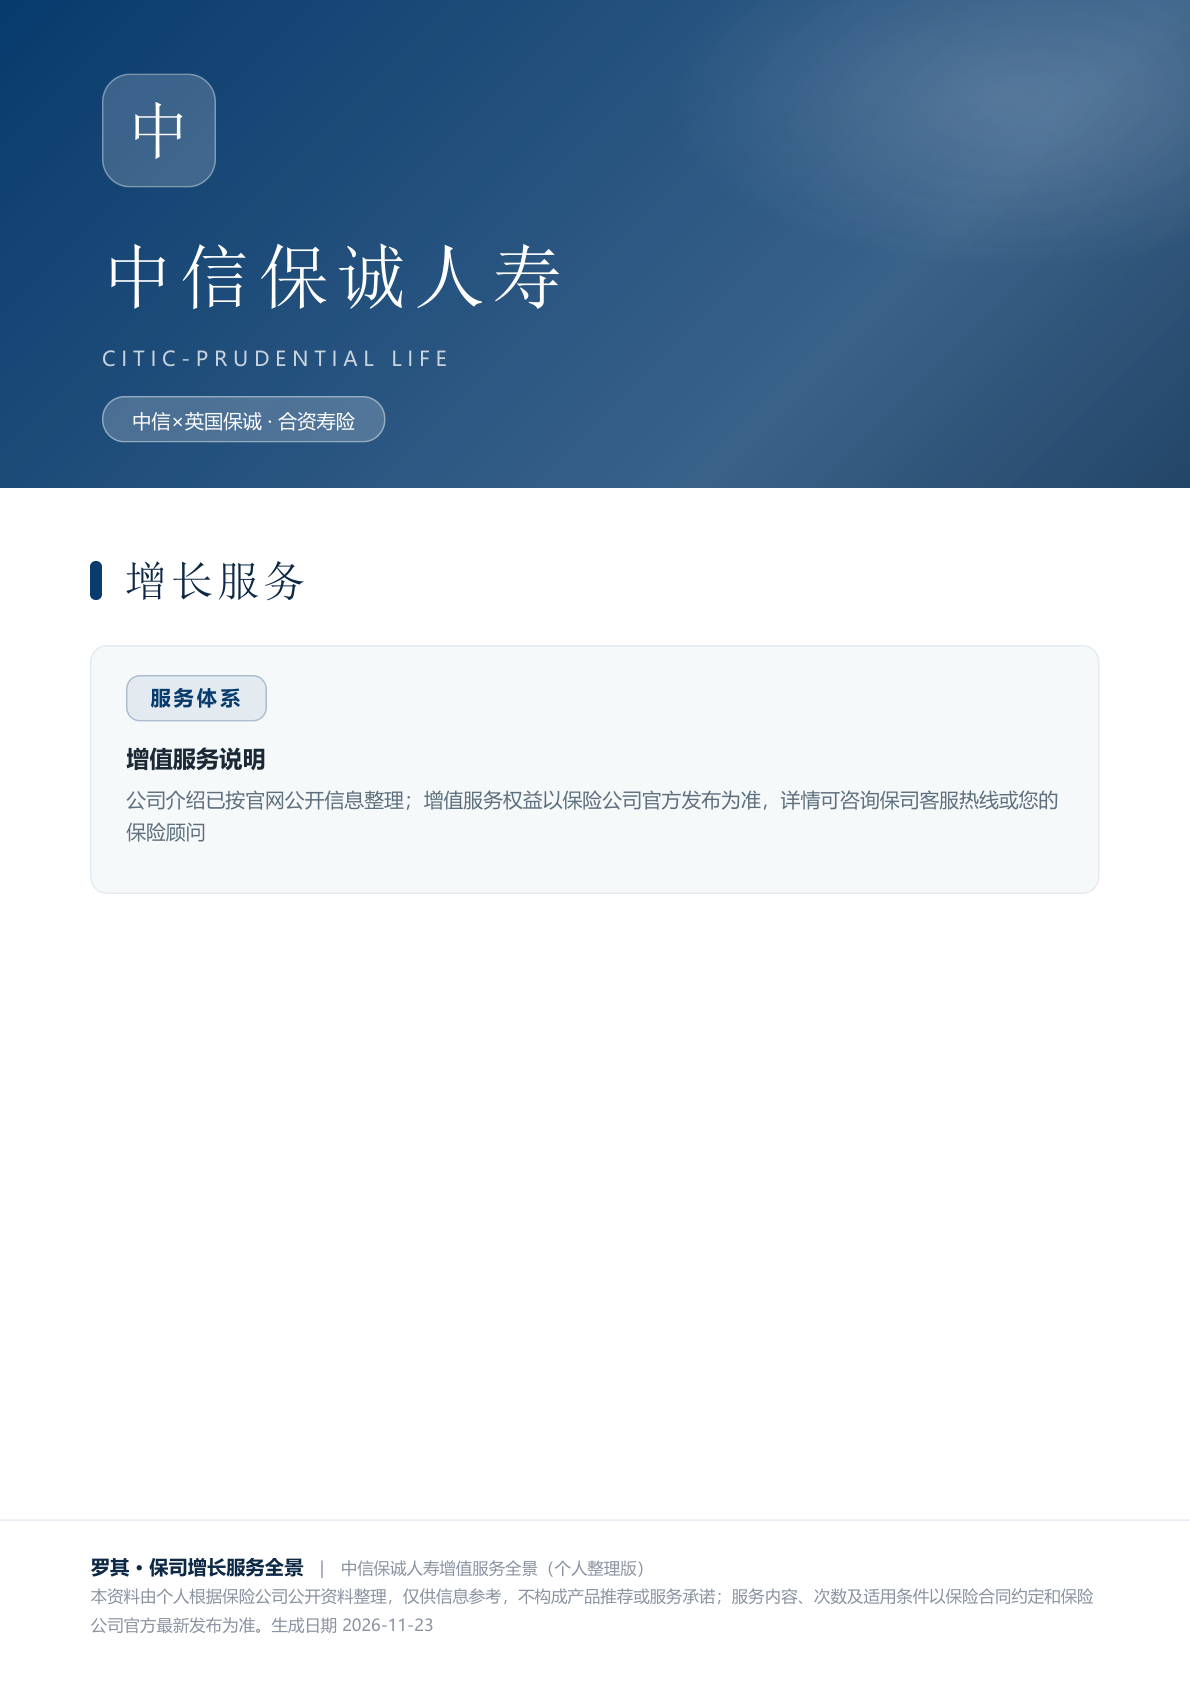 中
中信保诚人寿
CITIC-PRUDENTIAL LIFE
中信×英国保诚 · 合资寿险
增长服务
服务体系
增值服务说明
公司介绍已按官网公开信息整理；增值服务权益以保险公司官方发布为准，详情可咨询保司客服热线或您的
保险顾问
罗其 • 保司增长服务全景 | 中信保诚人寿增值服务全景（个人整理版）
本资料由个人根据保险公司公开资料整理，仅供信息参考，不构成产品推荐或服务承诺；服务内容、次数及适用条件以保险合同约定和保险
公司官方最新发布为准。生成日期 2026-11-23